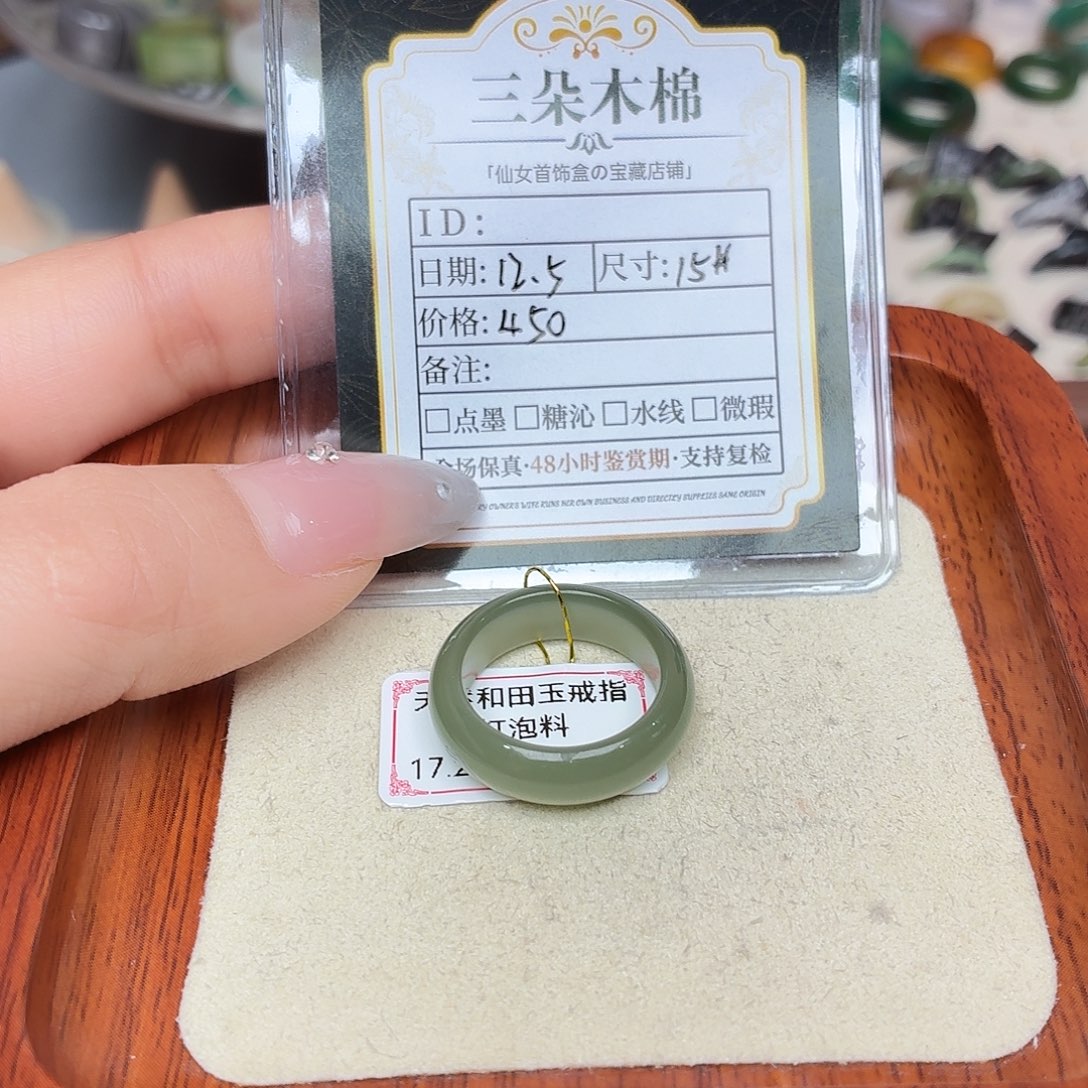 三朵木棉
「仙女首饰盒の宝藏店铺」
ID:
日期: 12.5 尺寸: 15#
价格: 450
备注:
□点墨 □糖沁 □水线 □微瑕
场保真·48小时鉴赏期·支持复检
OWNER'S WIFE RUNS HER OWN BUSINESS AND DIRECTLY SUPPLIES SAME ORIGIN
和田玉戒指
泡料
17.2